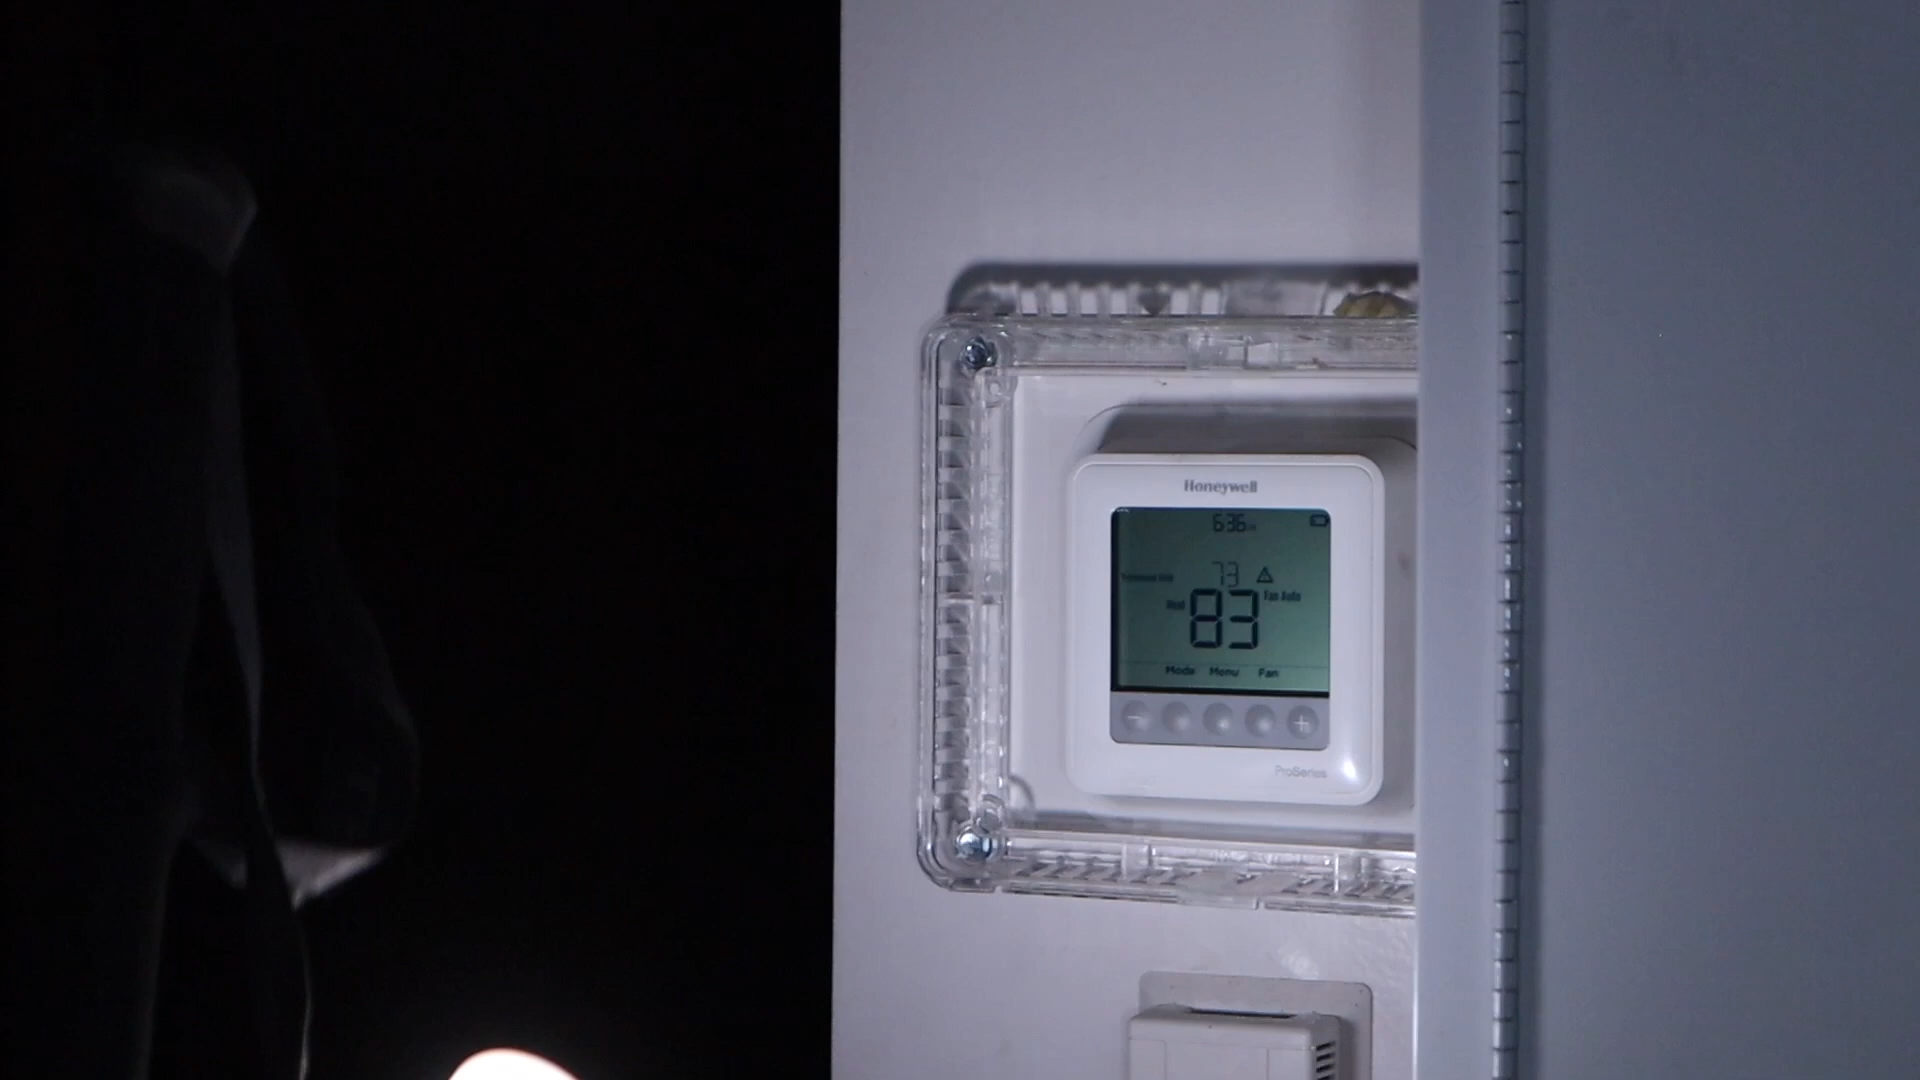 Honeywell
6:36
73
Fan Auto
Heat
83
Mode Menu Fan
− +
ProSeries